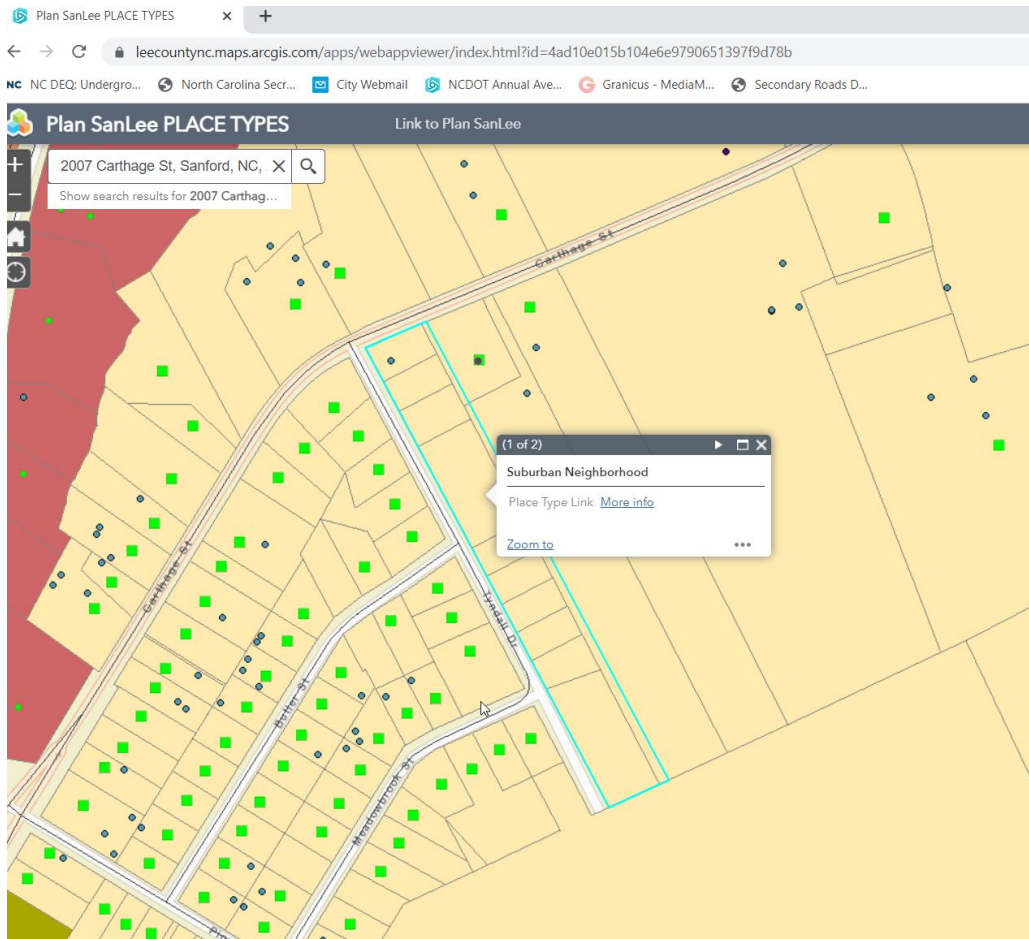 Plan SanLee PLACE TYPES
leecountync.maps.arcgis.com/apps/webappviewer/index.html?id=4ad10e015b104e6e9790651397f9d78b
NC NC DEQ: Undergro... North Carolina Secr... City Webmail NCDOT Annual Ave... Granicus - MediaM... Secondary Roads D...
Plan SanLee PLACE TYPES Link to Plan SanLee
2007 Carthage St, Sanford, NC,
Show search results for 2007 Carthag...
Carthage St
(1 of 2)
Suburban Neighborhood
Place Type Link More info
Zoom to
Carthage St
Tyndall Dr
Butler St
Meadowbrook St